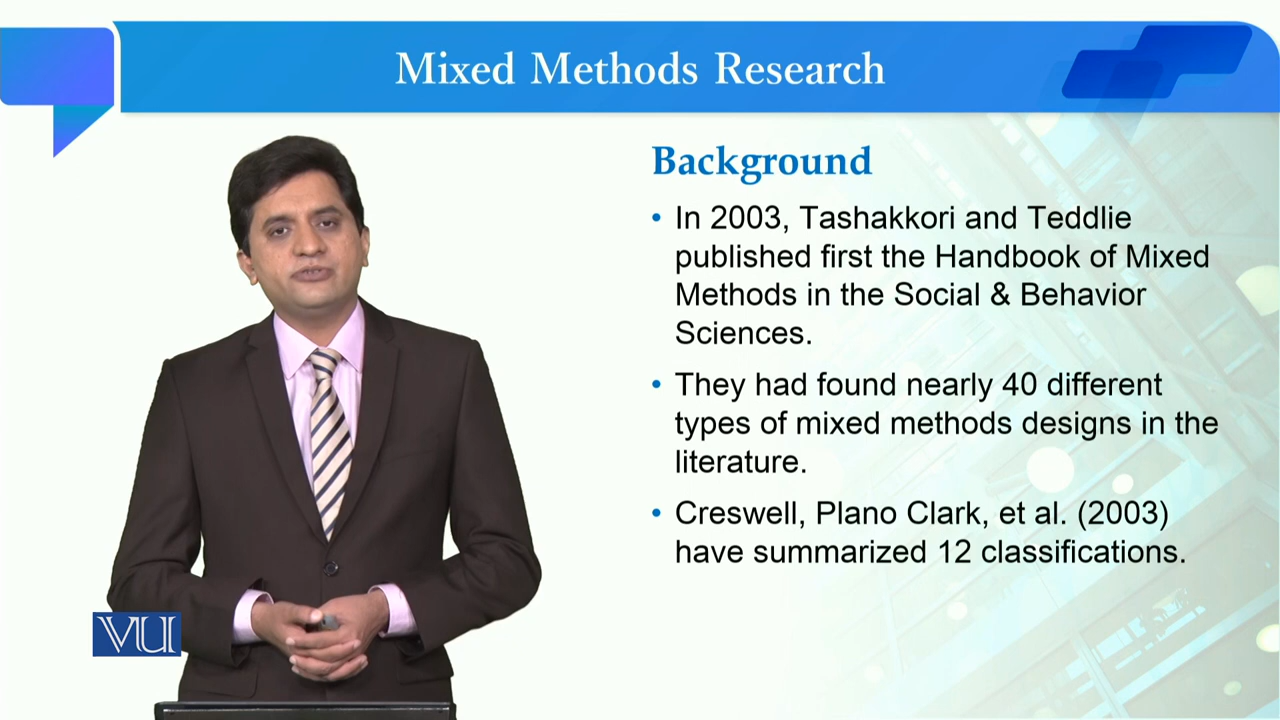 Mixed Methods Research
Background
• In 2003, Tashakkori and Teddlie
published first the Handbook of Mixed
Methods in the Social & Behavior
Sciences.
• They had found nearly 40 different
types of mixed methods designs in the
literature.
• Creswell, Plano Clark, et al. (2003)
have summarized 12 classifications.
VU